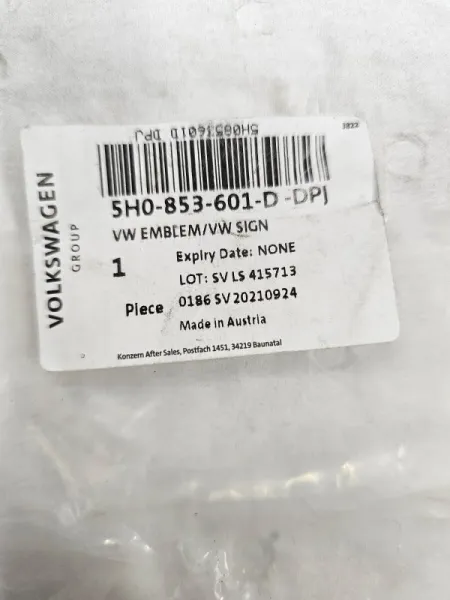 5H0853601D DPJ
3822
VOLKSWAGEN
GROUP
5H0-853-601-D -DPJ
VW EMBLEM/VW SIGN
1
Expiry Date: NONE
LOT: SV LS 415713
Piece
0186 SV 20210924
Made in Austria
Konzern After Sales, Postfach 1451, 34219 Baunatal